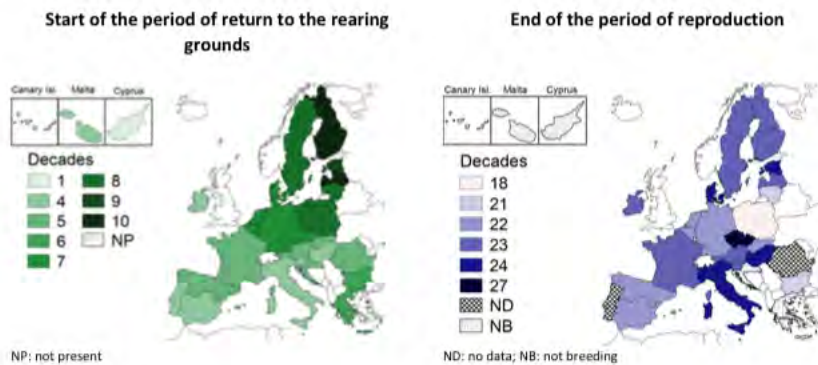 Start of the period of return to the rearing
grounds
Canary Isl. Malta Cyprus
Decades
1 8
4 9
5 10
6 NP
7
NP: not present
End of the period of reproduction
Canary Isl. Malta Cyprus
Decades
18
21
22
23
24
27
ND
NB
ND: no data; NB: not breeding